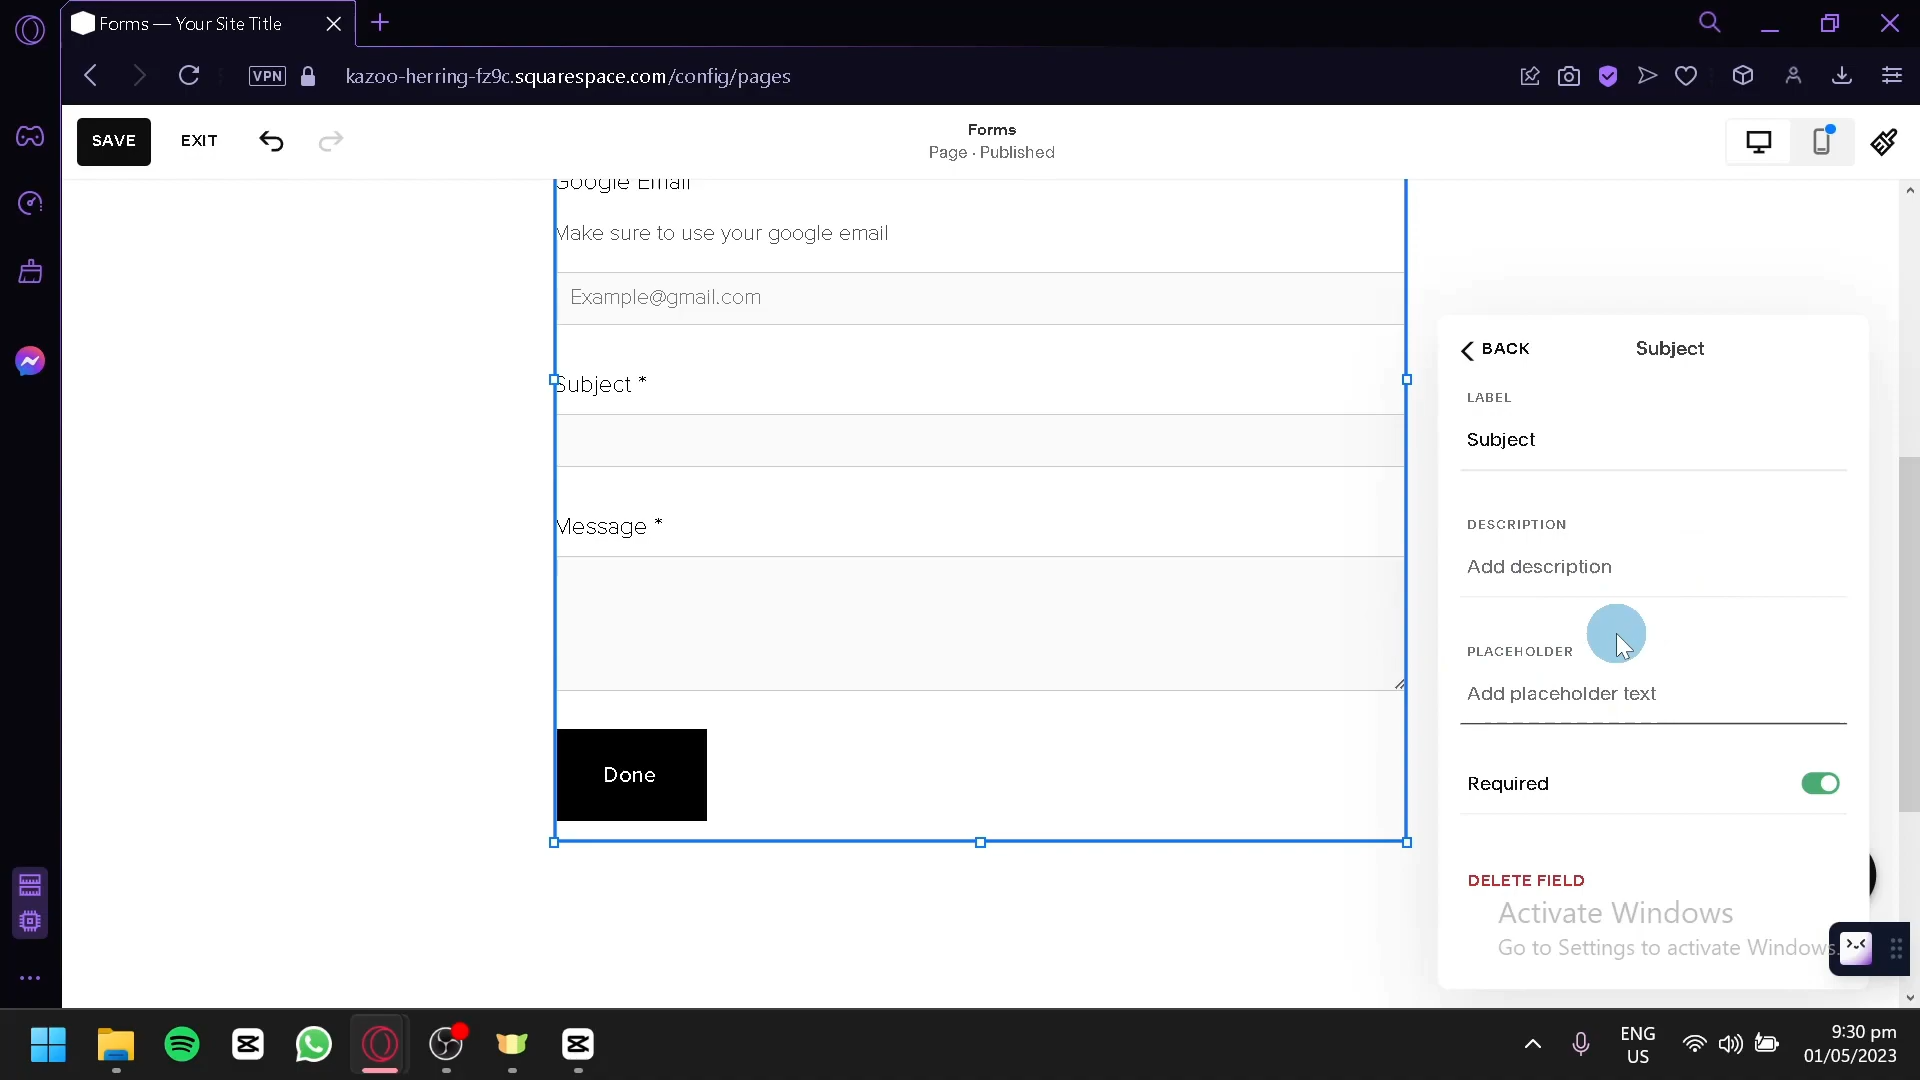 Forms — Your Site Title
VPN
kazoo-herring-fz9c.squarespace.com/config/pages
SAVE
EXIT
Forms
Page · Published
Google Email
Make sure to use your google email
Example@gmail.com
Subject *
Message *
Done
BACK
Subject
LABEL
Subject
DESCRIPTION
Add description
PLACEHOLDER
Add placeholder text
Required
DELETE FIELD
Activate Windows
Go to Settings to activate Windows.
ENG
US
9:30 pm
01/05/2023